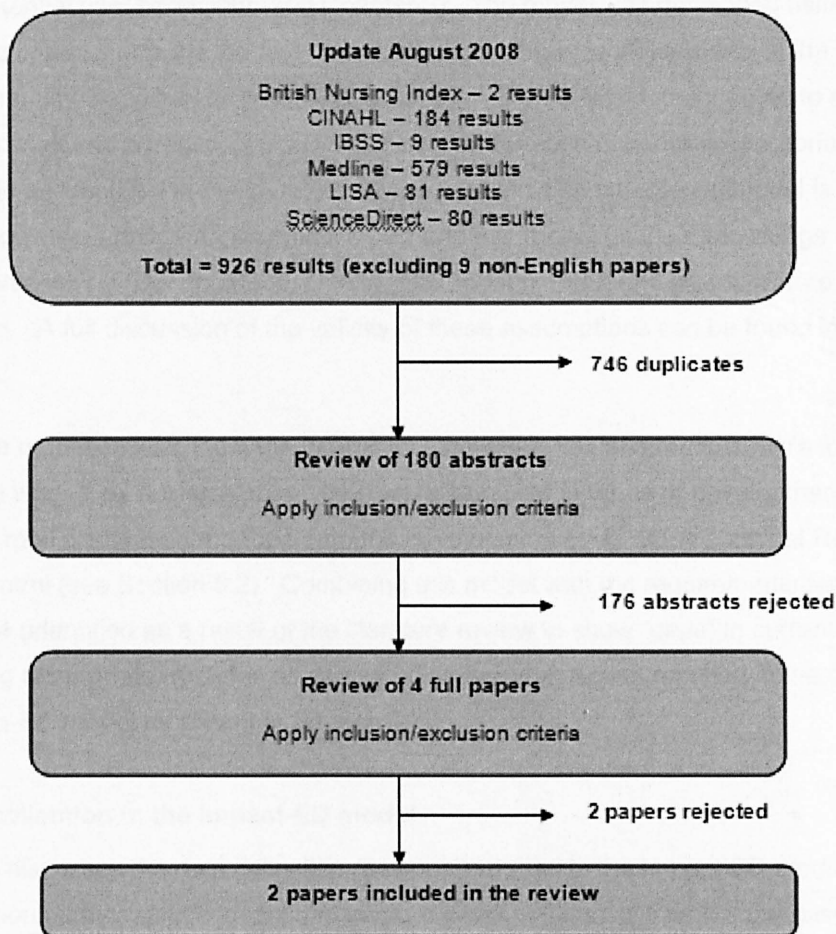 Update August 2008
British Nursing Index – 2 results
CINAHL – 184 results
IBSS – 9 results
Medline – 579 results
LISA – 81 results
ScienceDirect – 80 results
Total = 926 results (excluding 9 non-English papers)
746 duplicates
Review of 180 abstracts
Apply inclusion/exclusion criteria
176 abstracts rejected
Review of 4 full papers
Apply inclusion/exclusion criteria
2 papers rejected
2 papers included in the review